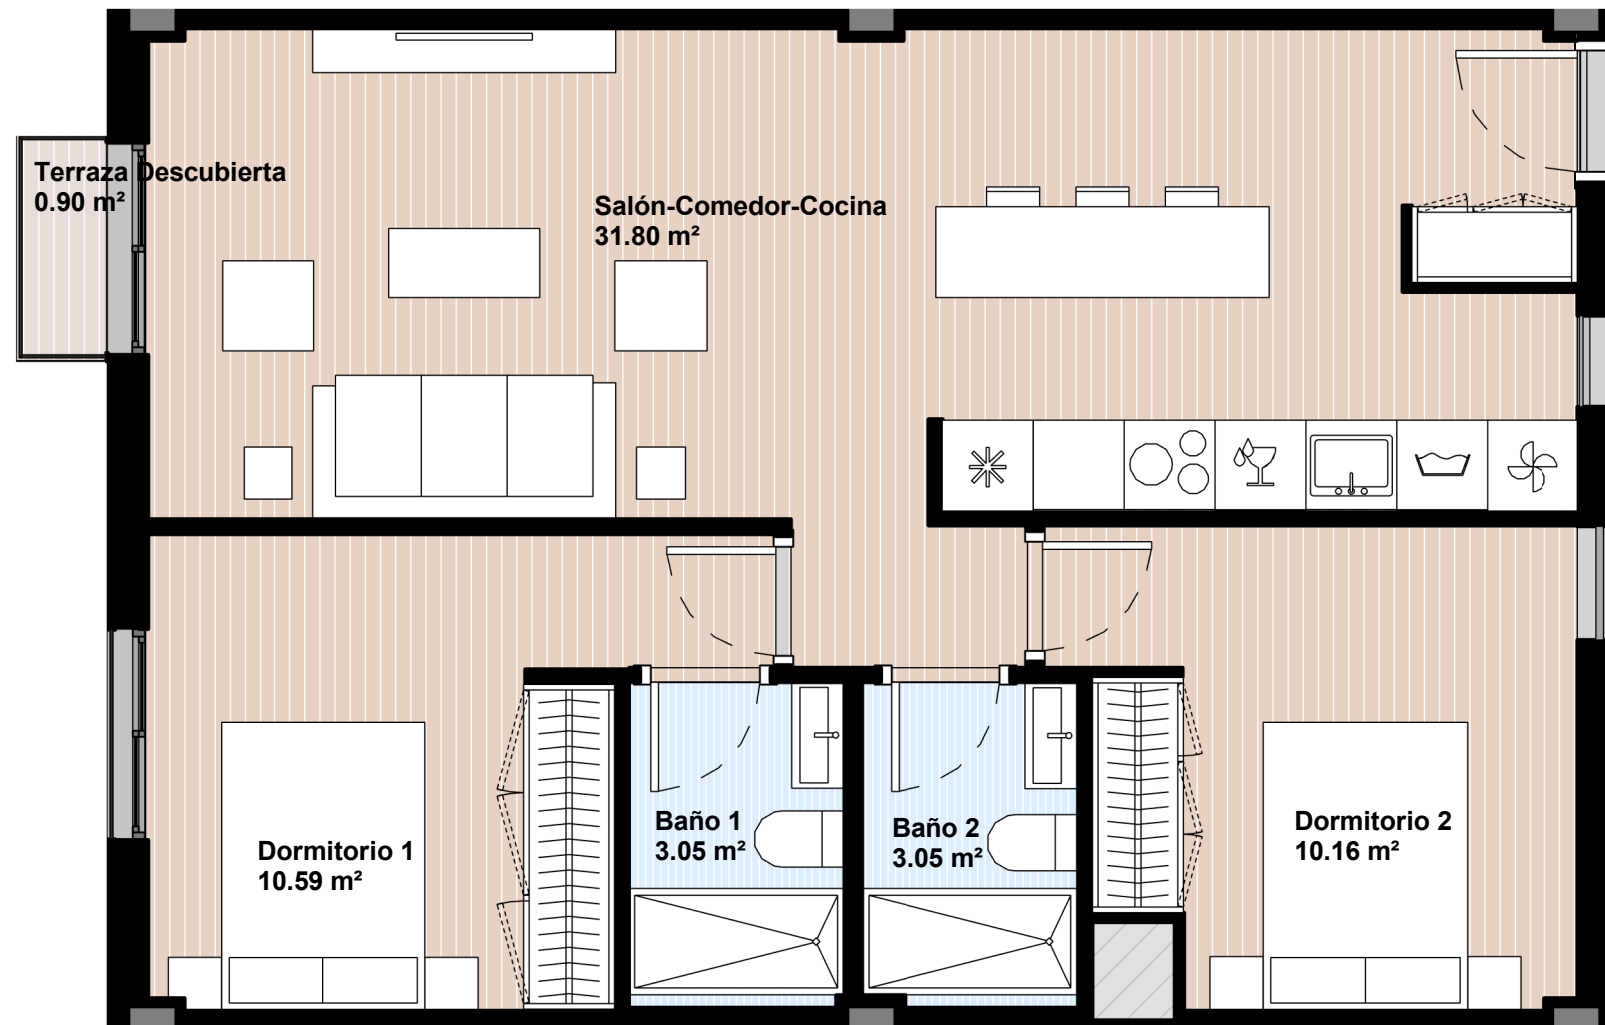 Terraza Descubierta
0.90 m²
Salón-Comedor-Cocina
31.80 m²
Baño 1
3.05 m²
Baño 2
3.05 m²
Dormitorio 2
10.16 m²
Dormitorio 1
10.59 m²